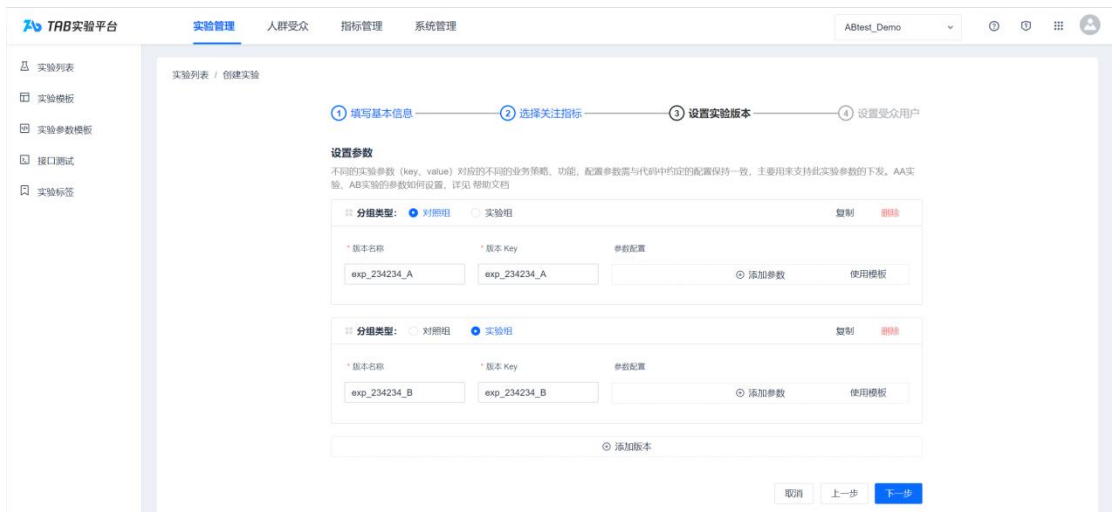 TAB实验平台
实验管理 人群受众 指标管理 系统管理 ABtest_Demo
实验列表
实验模板
实验参数模板
接口测试
实验标签
实验列表 / 创建实验
1 填写基本信息 2 选择关注指标 3 设置实验版本 4 设置受众用户
设置参数
不同的实验参数（key、value）对应的不同的业务策略、功能，配置参数需与代码中约定的配置保持一致，主要用来支持此实验参数的下发。AA实
验、AB实验的参数如何设置，详见 帮助文档
分组类型： 对照组 实验组 复制 删除
* 版本名称 * 版本 Key 参数配置
exp_234234_A exp_234234_A 添加参数 使用模板
分组类型： 对照组 实验组 复制 删除
* 版本名称 * 版本 Key 参数配置
exp_234234_B exp_234234_B 添加参数 使用模板
添加版本
取消 上一步 下一步